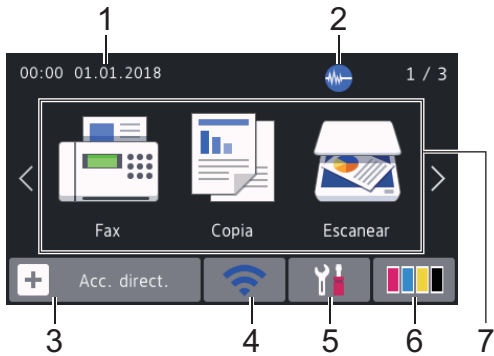 1 2
00:00 01.01.2018 1 / 3
Fax Copia Escanear
Acc. direct.
3 4 5 6 7